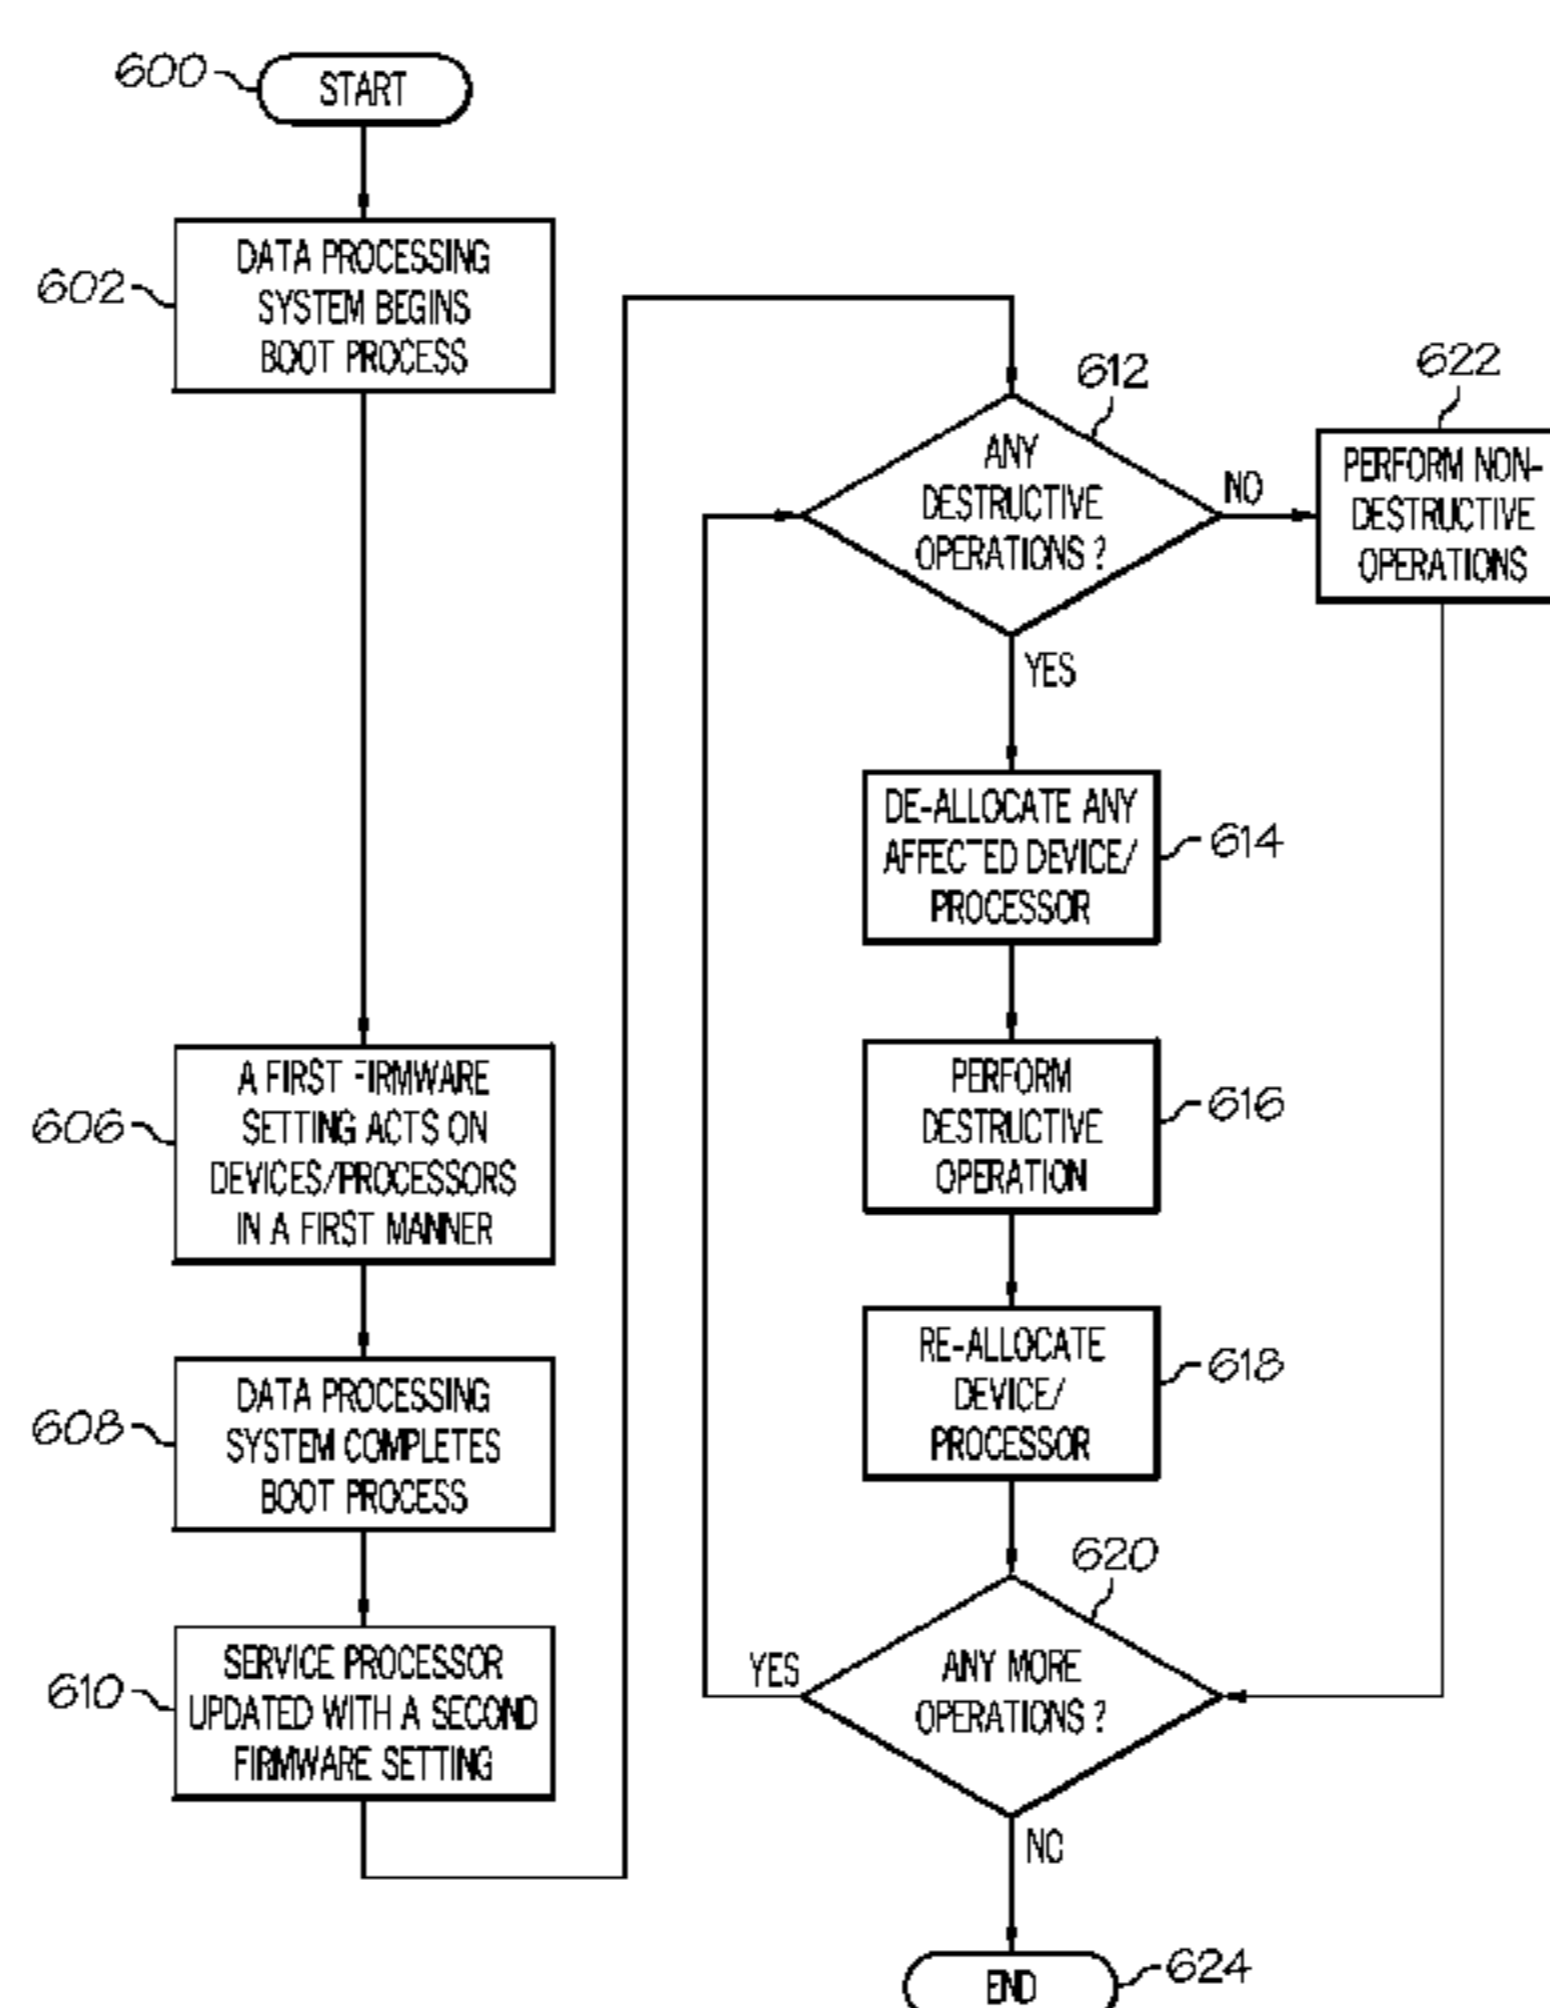 600
START
602
DATA PROCESSING
SYSTEM BEGINS
BOOT PROCESS
606
A FIRST FIRMWARE
SETTING ACTS ON
DEVICES/PROCESSORS
IN A FIRST MANNER
608
DATA PROCESSING
SYSTEM COMPLETES
BOOT PROCESS
610
SERVICE PROCESSOR
UPDATED WITH A SECOND
FIRMWARE SETTING
612
ANY
DESTRUCTIVE
OPERATIONS?
NO
YES
622
PERFORM NON-
DESTRUCTIVE
OPERATIONS
DE-ALLOCATE ANY
AFFECTED DEVICE/
PROCESSOR
614
PERFORM
DESTRUCTIVE
OPERATION
616
RE-ALLOCATE
DEVICE/
PROCESSOR
618
620
YES
ANY MORE
OPERATIONS?
NO
END
624